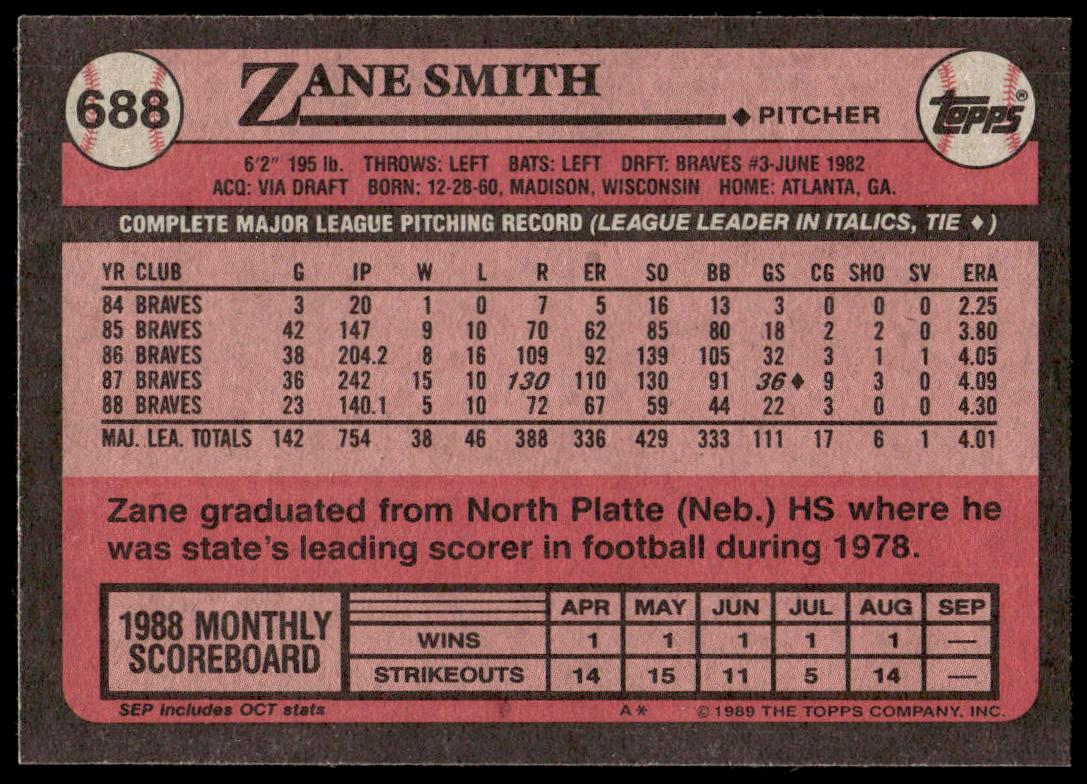 688
ZANE SMITH
♦ PITCHER
TOPPS®
6'2" 195 lb. THROWS: LEFT BATS: LEFT DRFT: BRAVES #3-JUNE 1982
ACQ: VIA DRAFT BORN: 12-28-60, MADISON, WISCONSIN HOME: ATLANTA, GA.
COMPLETE MAJOR LEAGUE PITCHING RECORD (LEAGUE LEADER IN ITALICS, TIE ♦)
YR CLUB G IP W L R ER SO BB GS CG SHO SV ERA
84 BRAVES 3 20 1 0 7 5 16 13 3 0 0 0 2.25
85 BRAVES 42 147 9 10 70 62 85 80 18 2 2 0 3.80
86 BRAVES 38 204.2 8 16 109 92 139 105 32 3 1 1 4.05
87 BRAVES 36 242 15 10 130 110 130 91 36♦ 9 3 0 4.09
88 BRAVES 23 140.1 5 10 72 67 59 44 22 3 0 0 4.30
MAJ. LEA. TOTALS 142 754 38 46 388 336 429 333 111 17 6 1 4.01
Zane graduated from North Platte (Neb.) HS where he
was state's leading scorer in football during 1978.
1988 MONTHLY
SCOREBOARD
APR MAY JUN JUL AUG SEP
WINS 1 1 1 1 1 —
STRIKEOUTS 14 15 11 5 14 —
SEP includes OCT stats
A* © 1989 THE TOPPS COMPANY, INC.